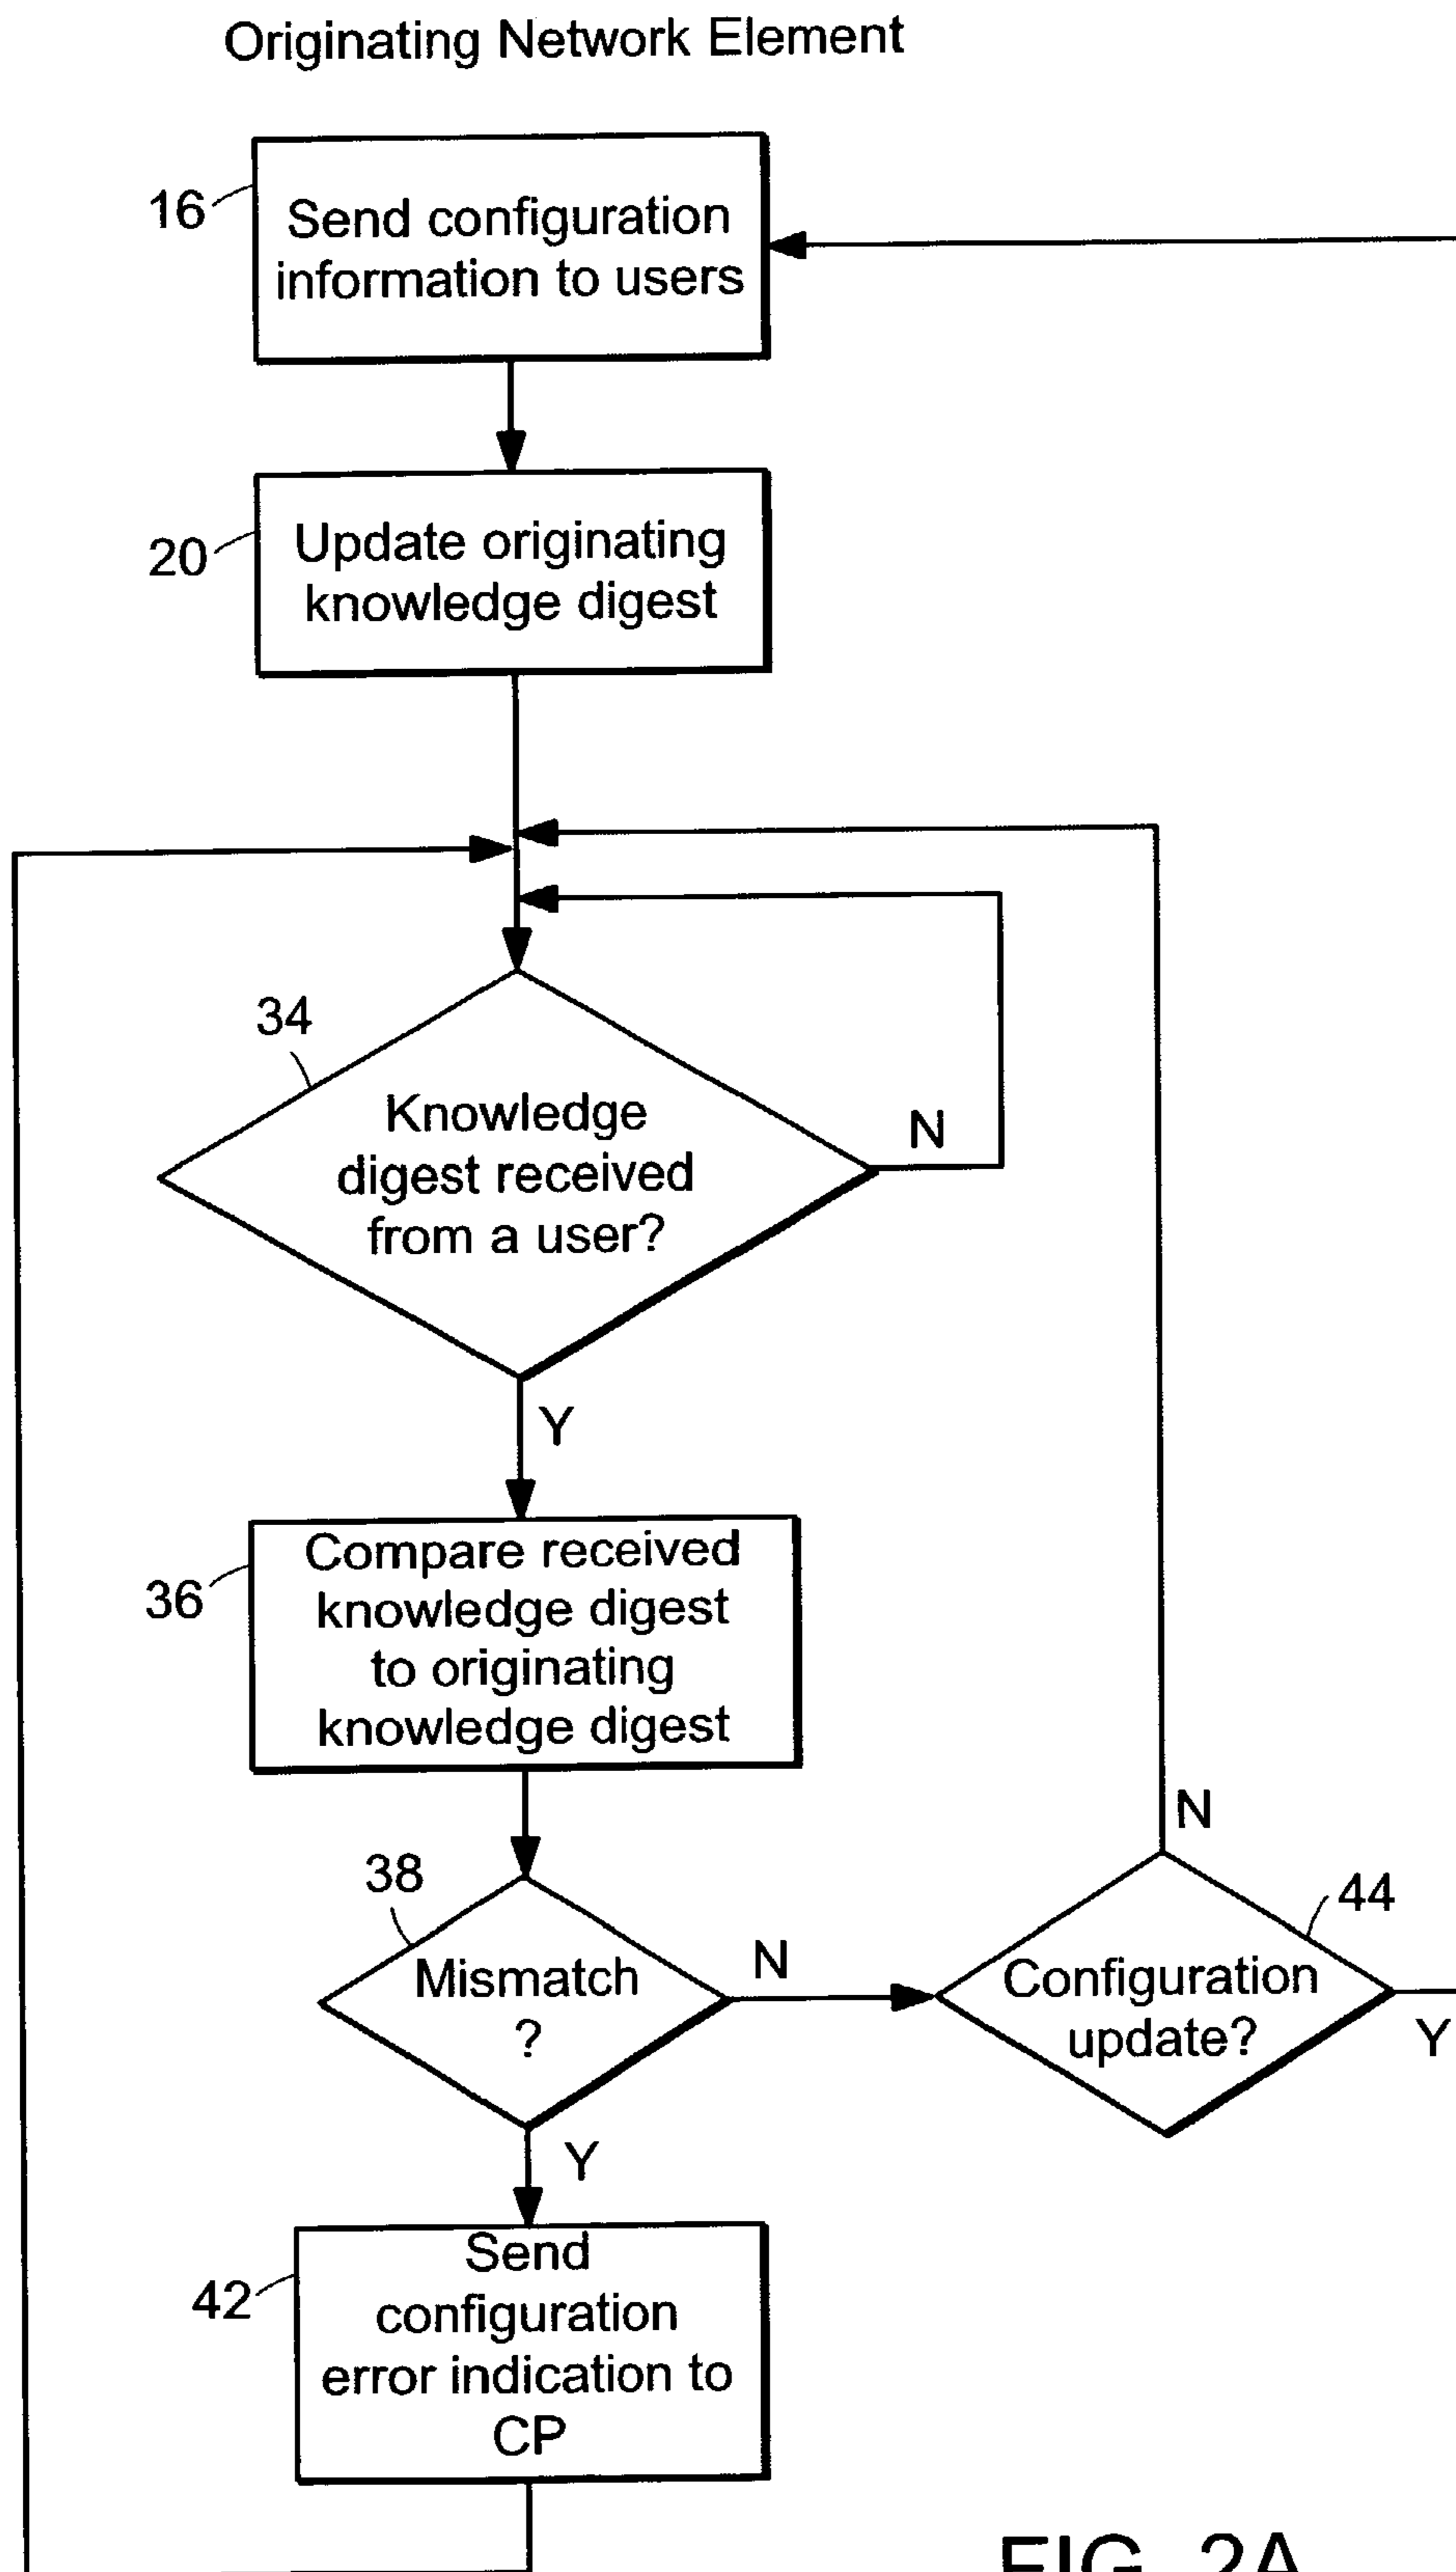 Originating Network Element
16
Send configuration
information to users
20
Update originating
knowledge digest
34
Knowledge
digest received
from a user?
N
Y
36
Compare received
knowledge digest
to originating
knowledge digest
38
Mismatch
?
N
Y
N
44
Configuration
update?
Y
42
Send
configuration
error indication to
CP
FIG. 2A